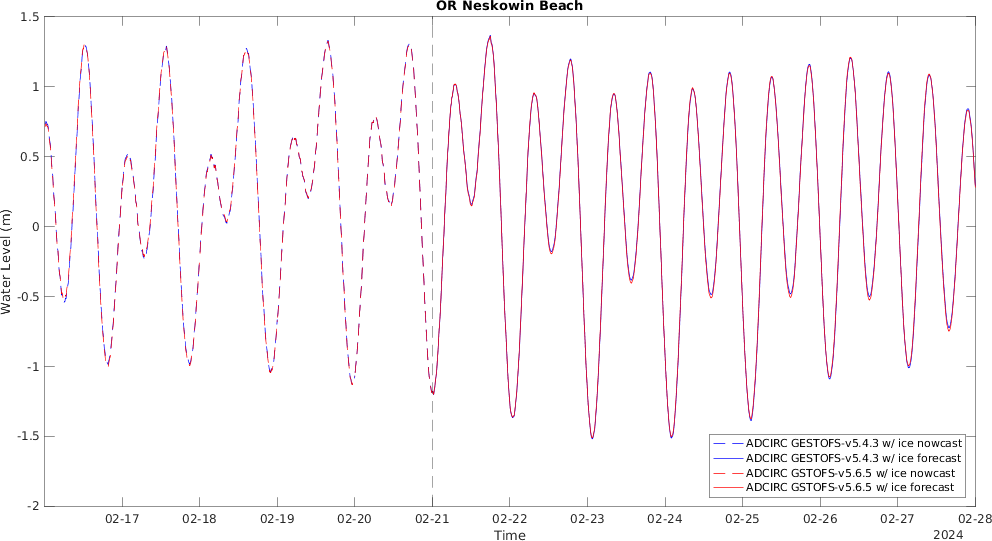 OR Neskowin Beach
1.5
1
0.5
0
-0.5
-1
-1.5
-2
Water Level (m)
ADCIRC GESTOFS-v5.4.3 w/ ice nowcast
ADCIRC GESTOFS-v5.4.3 w/ ice forecast
ADCIRC GSTOFS-v5.6.5 w/ ice nowcast
ADCIRC GSTOFS-v5.6.5 w/ ice forecast
02-17 02-18 02-19 02-20 02-21 02-22 02-23 02-24 02-25 02-26 02-27 02-28
Time
2024